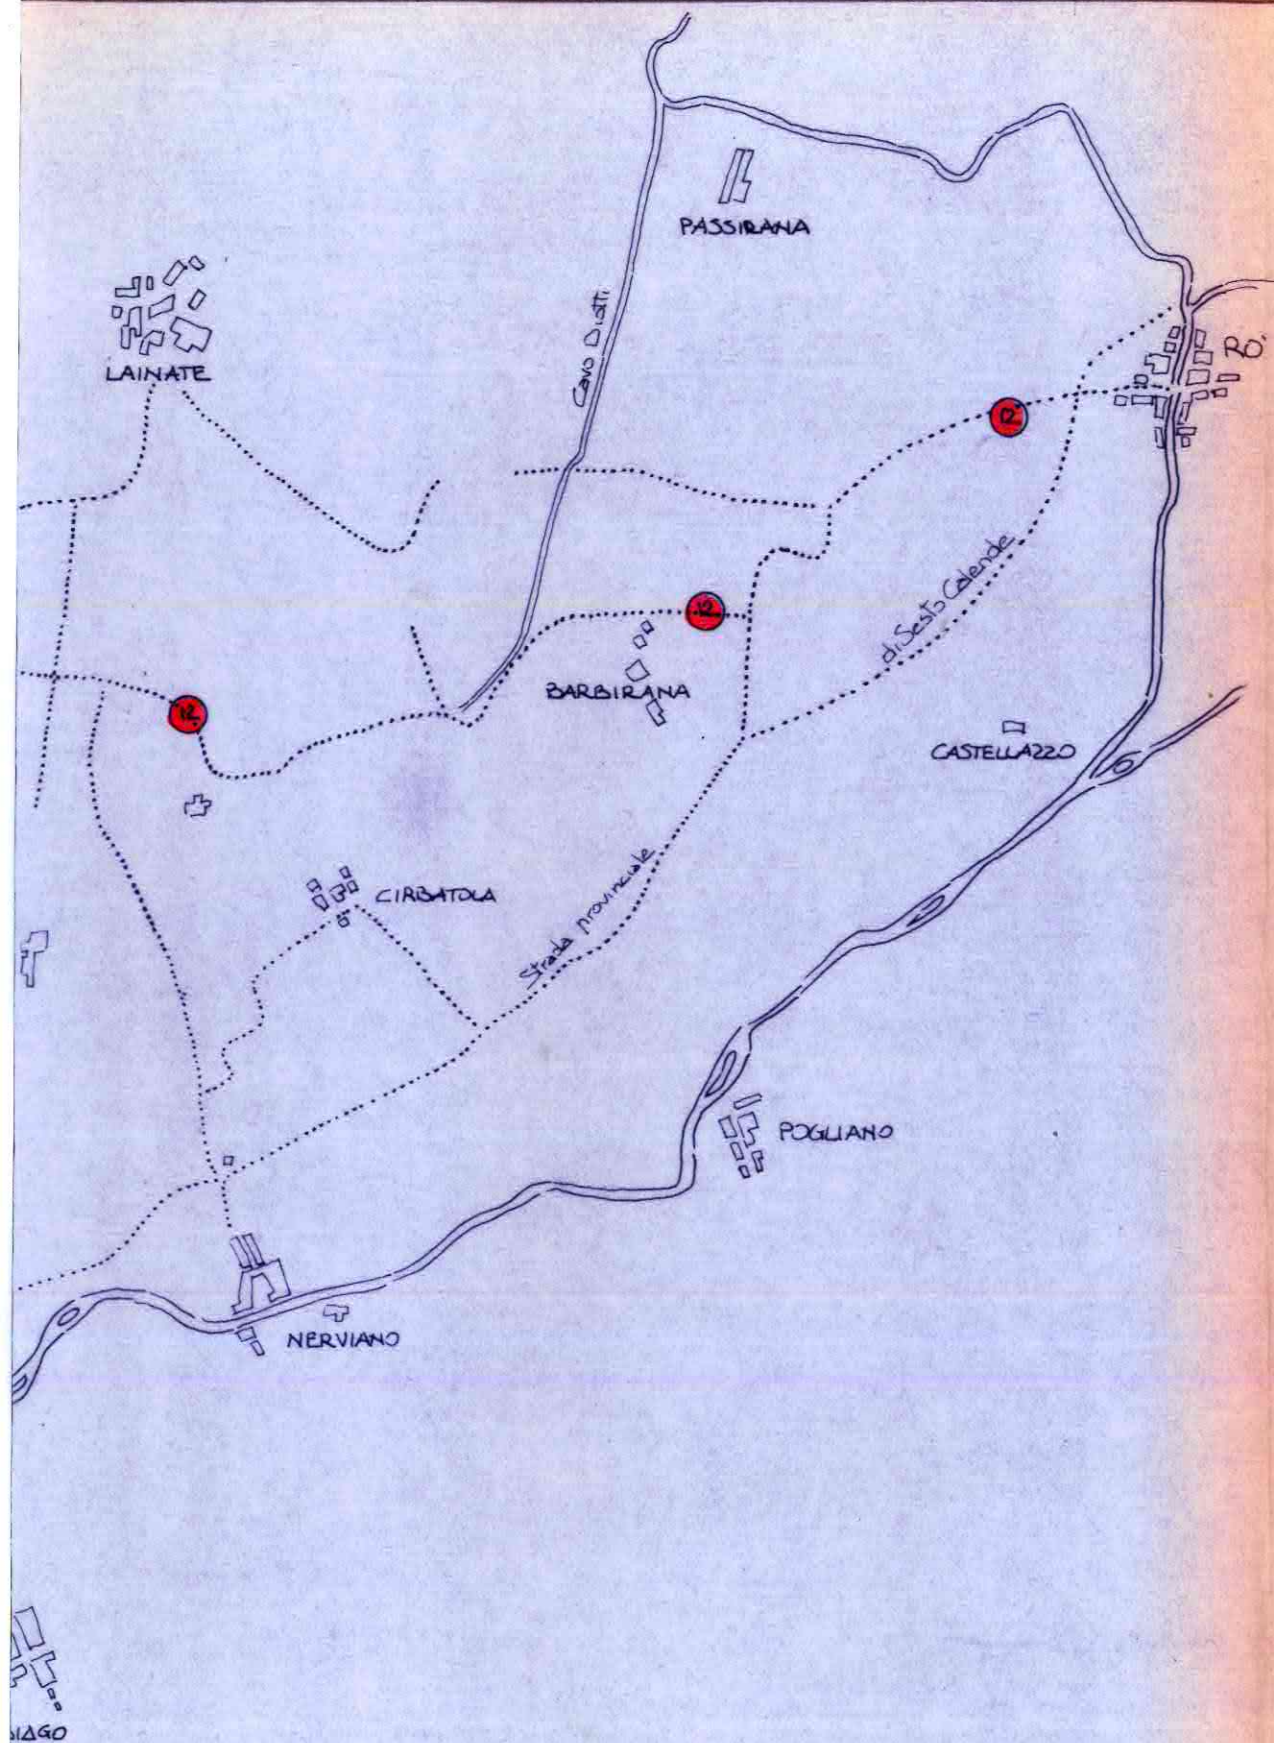 PASSIRANA
Cavo Diotti
LAINATE
RO.
12
di Sesto Calende
12
BARBIRANA
12
CASTELLAZZO
CIRBATOLA
Strada provinciale
POGLIANO
NERVIANO
IAGO